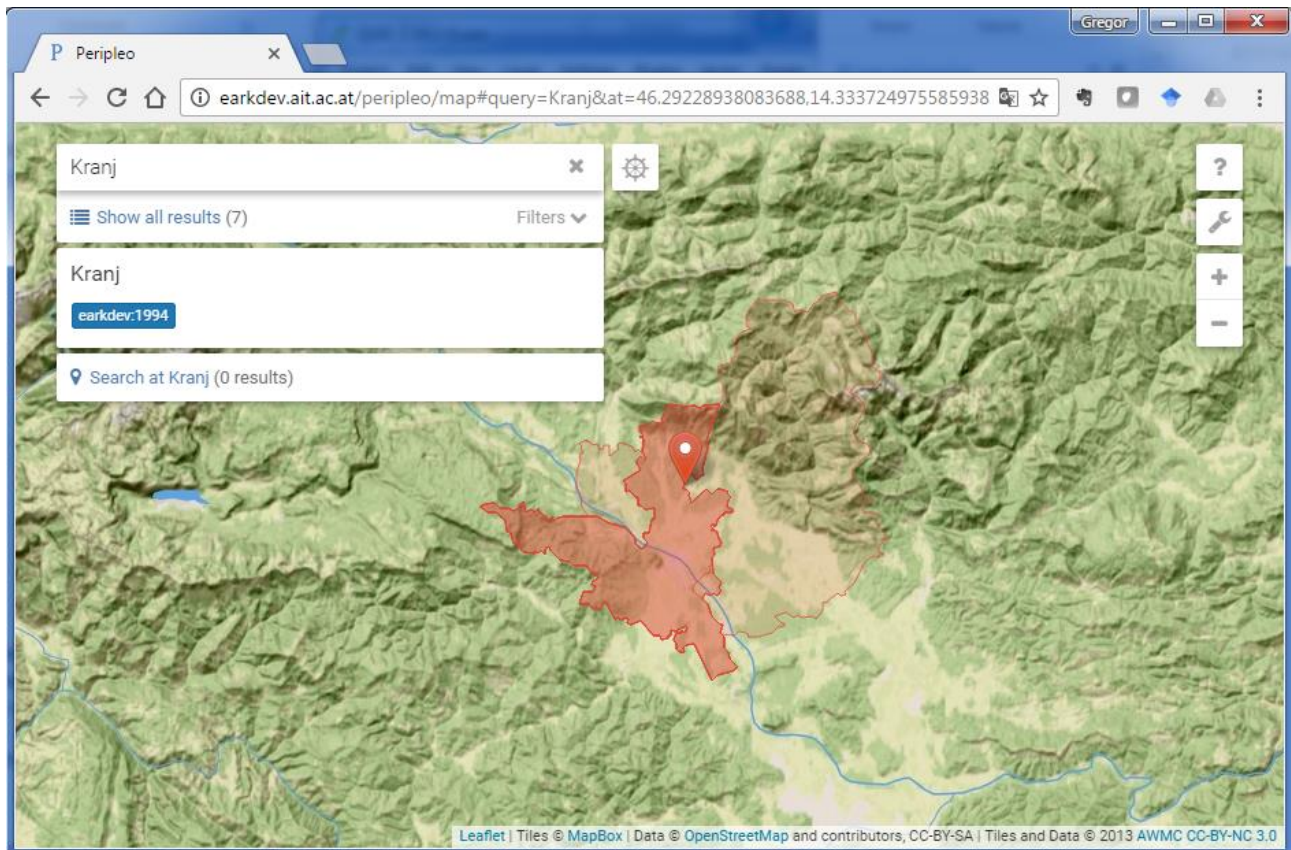 Gregor
Peripleo
earkdev.ait.ac.at/peripleo/map#query=Kranj&at=46.29228938083688,14.333724975585938
Kranj
Show all results (7) Filters
Kranj
earkdev:1994
Search at Kranj (0 results)
?
+
−
Leaflet | Tiles © MapBox | Data © OpenStreetMap and contributors, CC-BY-SA | Tiles and Data © 2013 AWMC CC-BY-NC 3.0